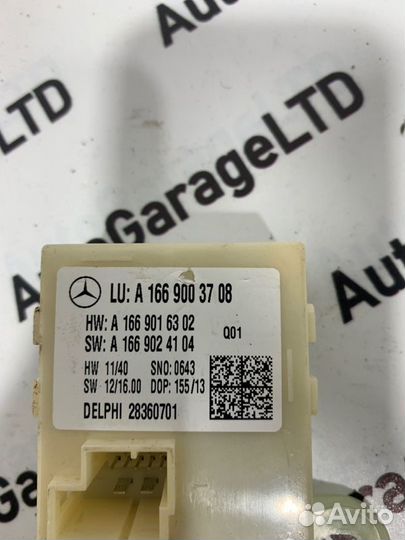 AutoGarageLTD
LU: A 166 900 37 08
HW: A 166 901 63 02
SW: A 166 902 41 04
Q01
HW 11/40 SNO: 0643
SW 12/16.00 DOP: 155/13
DELPHI 28360701
Avito